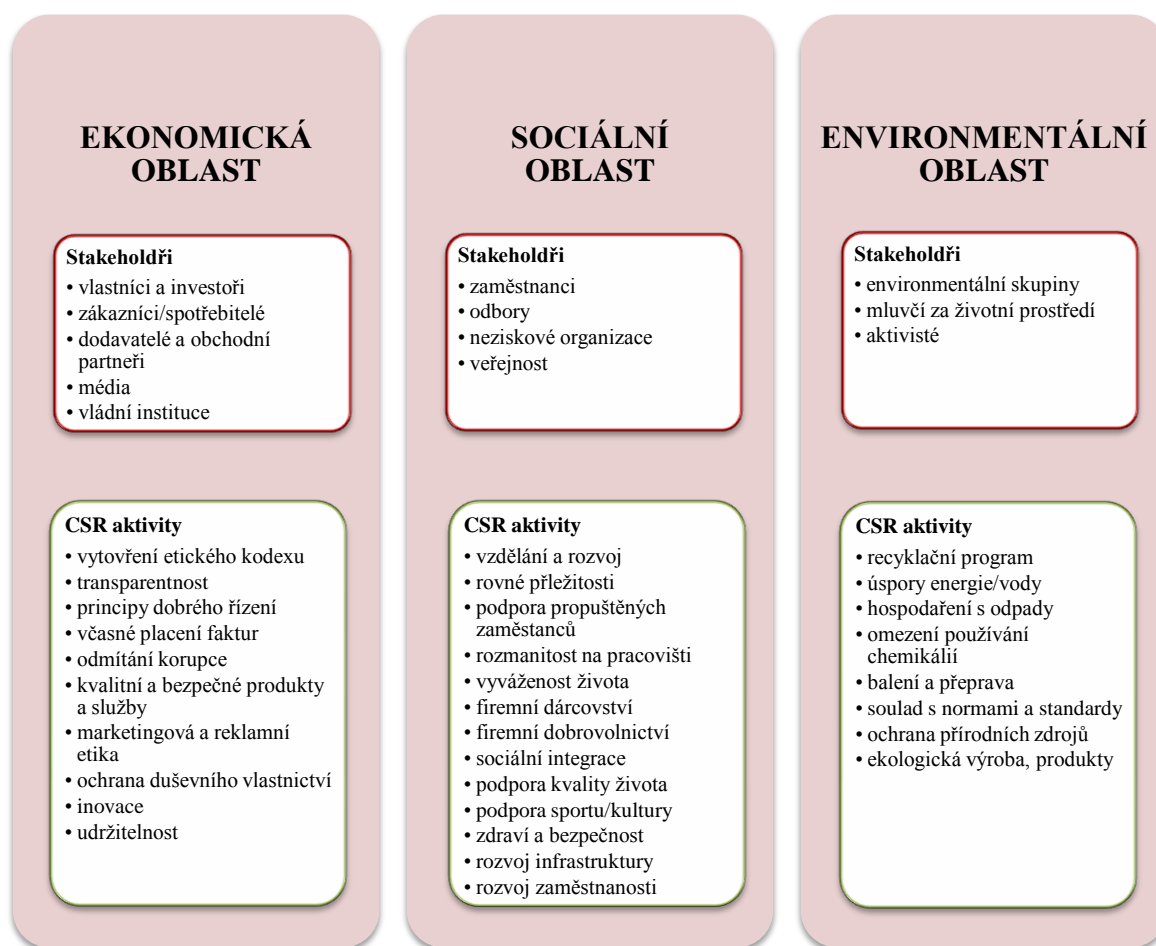 EKONOMICKÁ
OBLAST
Stakeholdři
• vlastníci a investoři
• zákazníci/spotřebitelé
• dodavatelé a obchodní
partneři
• média
• vládní instituce
CSR aktivity
• vytovření etického kodexu
• transparentnost
• principy dobrého řízení
• včasné placení faktur
• odmítání korupce
• kvalitní a bezpečné produkty
a služby
• marketingová a reklamní
etika
• ochrana duševního vlastnictví
• inovace
• udržitelnost
SOCIÁLNÍ
OBLAST
Stakeholdři
• zaměstnanci
• odbory
• neziskové organizace
• veřejnost
CSR aktivity
• vzdělání a rozvoj
• rovné přležitosti
• podpora propuštěných
zaměstanců
• rozmanitost na pracovišti
• vyváženost života
• firemní dárcovství
• firemní dobrovolnictví
• sociální integrace
• podpora kvality života
• podpora sportu/kultury
• zdraví a bezpečnost
• rozvoj infrastruktury
• rozvoj zaměstnanosti
ENVIRONMENTÁLNÍ
OBLAST
Stakeholdři
• environmentální skupiny
• mluvčí za životní prostředí
• aktivisté
CSR aktivity
• recyklační program
• úspory energie/vody
• hospodaření s odpady
• omezení používání
chemikálií
• balení a přeprava
• soulad s normami a standardy
• ochrana přírodních zdrojů
• ekologická výroba, produkty